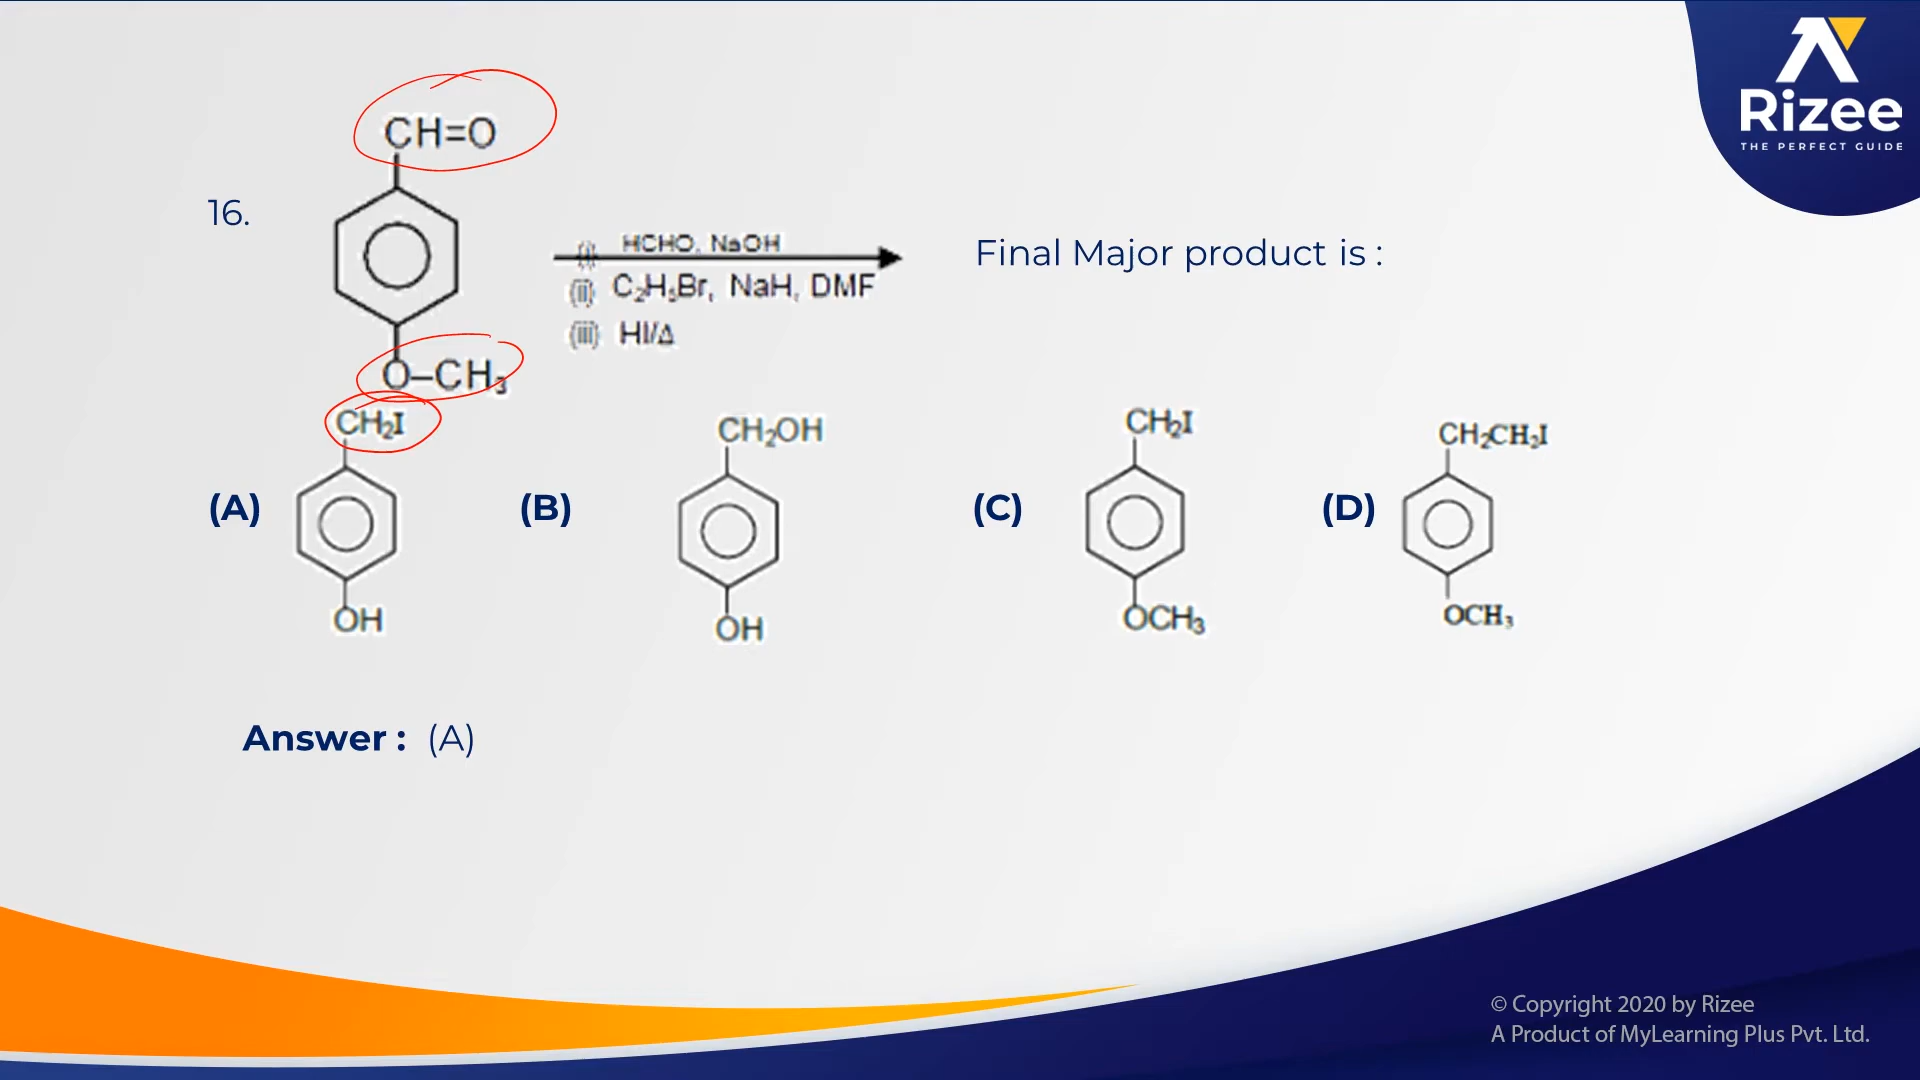 Rizee
THE PERFECT GUIDE
16.
CH=O
O–CH₃
(i) HCHO, NaOH
(ii) C₂H₅Br, NaH, DMF
(iii) HI/Δ
Final Major product is :
(A)
CH₂I
OH
(B)
CH₂OH
OH
(C)
CH₂I
OCH₃
(D)
CH₂CH₂I
OCH₃
Answer : (A)
© Copyright 2020 by Rizee
A Product of MyLearning Plus Pvt. Ltd.